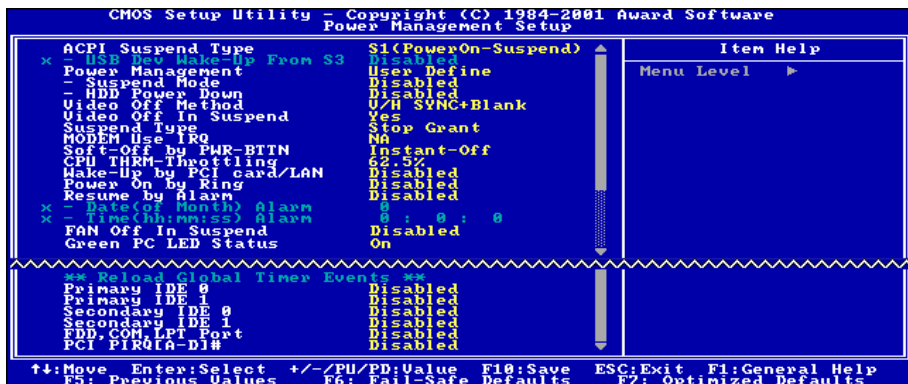 CMOS Setup Utility – Copyright (C) 1984-2001 Award Software
Power Management Setup
ACPI Suspend Type S1(PowerOn-Suspend)
x - USB Dev Wake-Up From S3 Disabled
Power Management User Define
- Suspend Mode Disabled
- HDD Power Down Disabled
Video Off Method V/H SYNC+Blank
Video Off In Suspend Yes
Suspend Type Stop Grant
MODEM Use IRQ NA
Soft-Off by PWR-BTTN Instant-Off
CPU THRM-Throttling 62.5%
Wake-Up by PCI card/LAN Disabled
Power On by Ring Disabled
Resume by Alarm Disabled
x - Date(of Month) Alarm 0
x - Time(hh:mm:ss) Alarm 0 : 0 : 0
FAN Off In Suspend Disabled
Green PC LED Status On
Item Help
Menu Level ►
** Reload Global Timer Events **
Primary IDE 0 Disabled
Primary IDE 1 Disabled
Secondary IDE 0 Disabled
Secondary IDE 1 Disabled
FDD,COM,LPT Port Disabled
PCI PIRQ[A-D]# Disabled
↑↓:Move Enter:Select +/-/PU/PD:Value F10:Save ESC:Exit F1:General Help
F5: Previous Values F6: Fail-Safe Defaults F7: Optimized Defaults